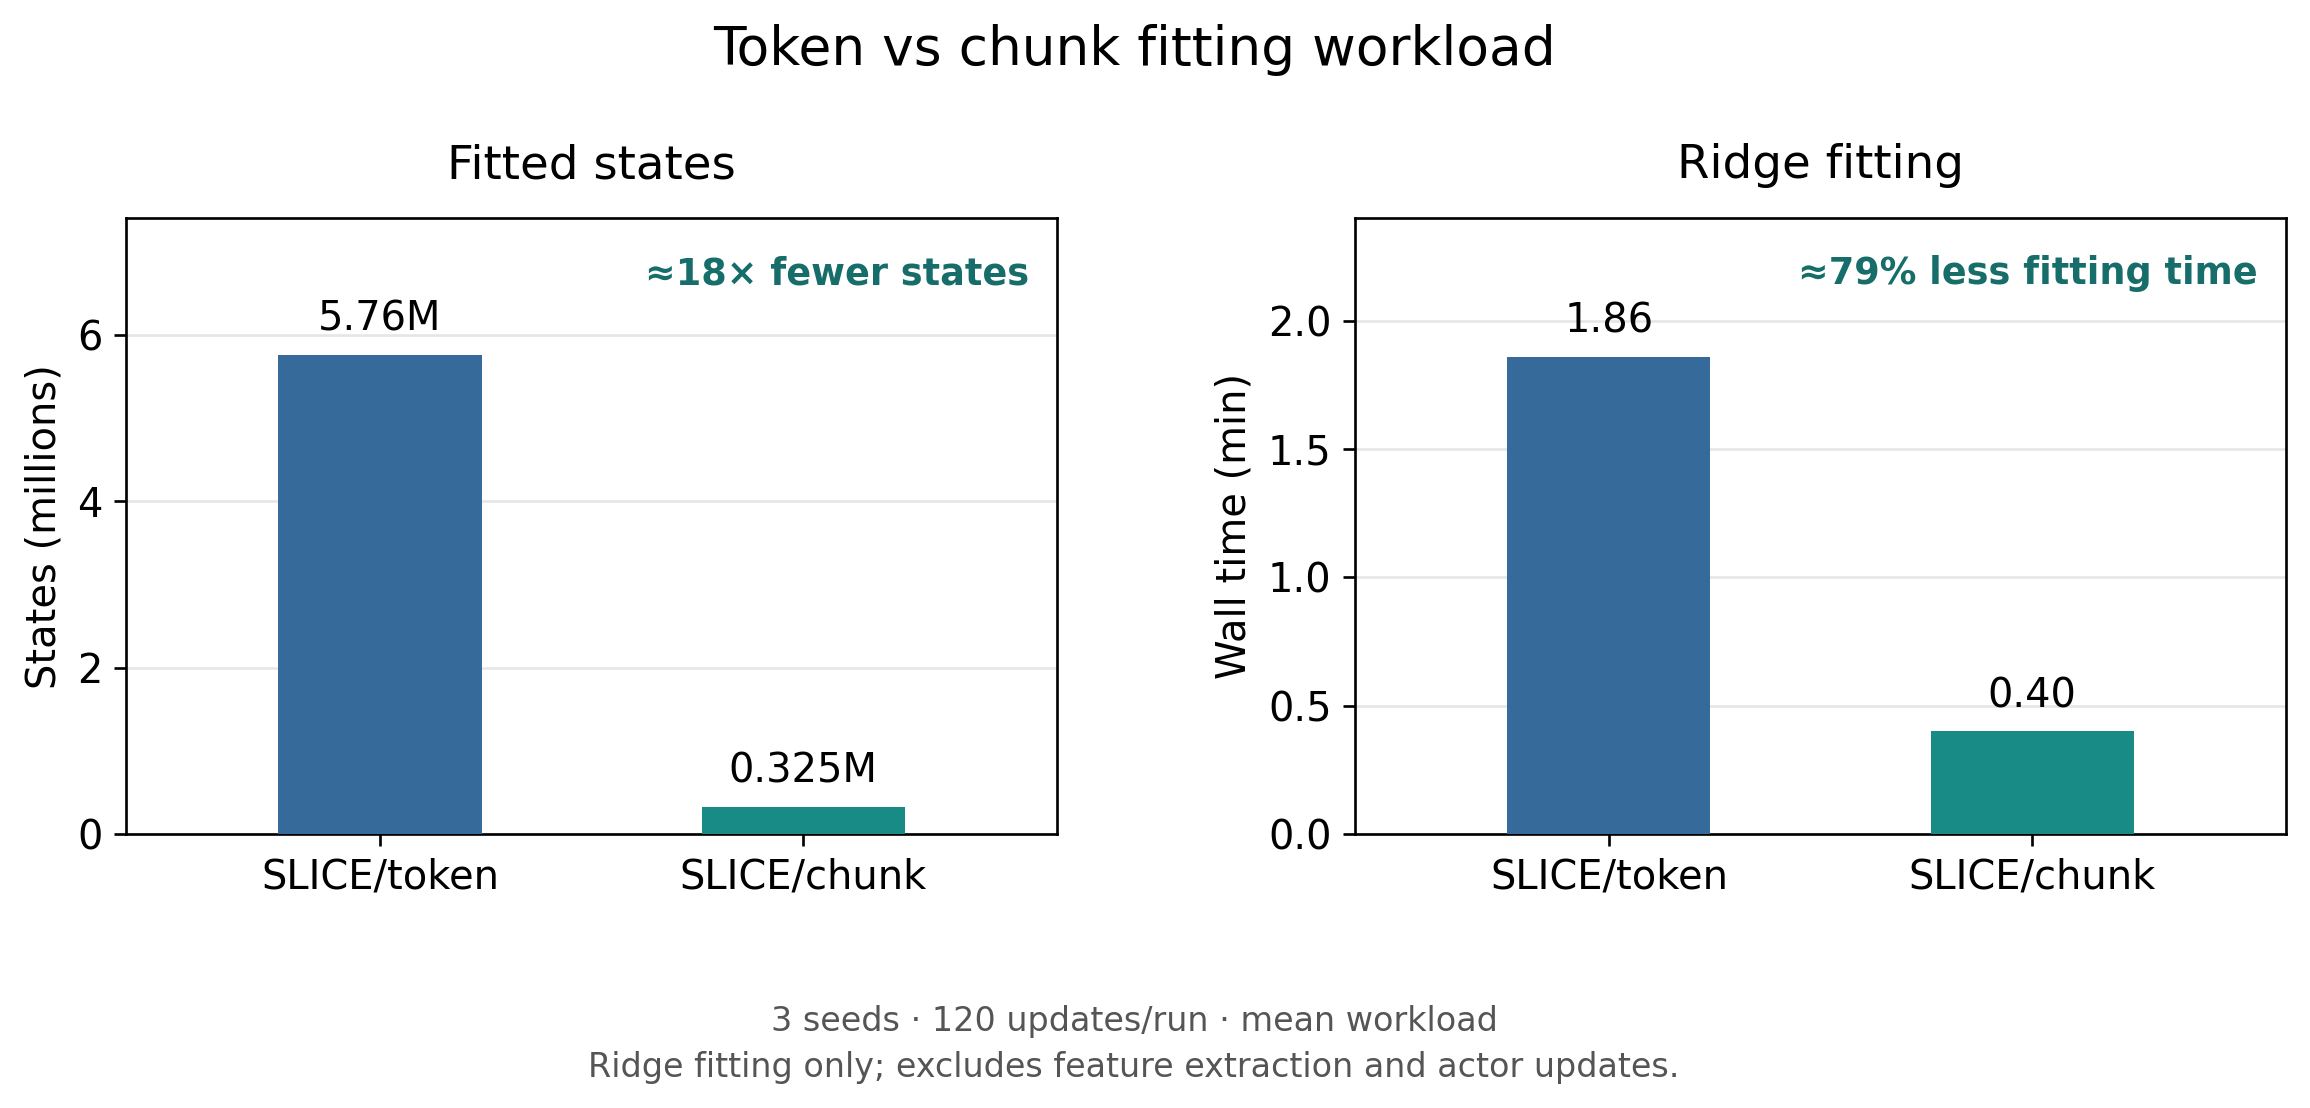 Token vs chunk fitting workload
Fitted states
≈18× fewer states
5.76M
0.325M
6
4
2
0
States (millions)
SLICE/token
SLICE/chunk
Ridge fitting
≈79% less fitting time
1.86
0.40
2.0
1.5
1.0
0.5
0.0
Wall time (min)
SLICE/token
SLICE/chunk
3 seeds · 120 updates/run · mean workload
Ridge fitting only; excludes feature extraction and actor updates.